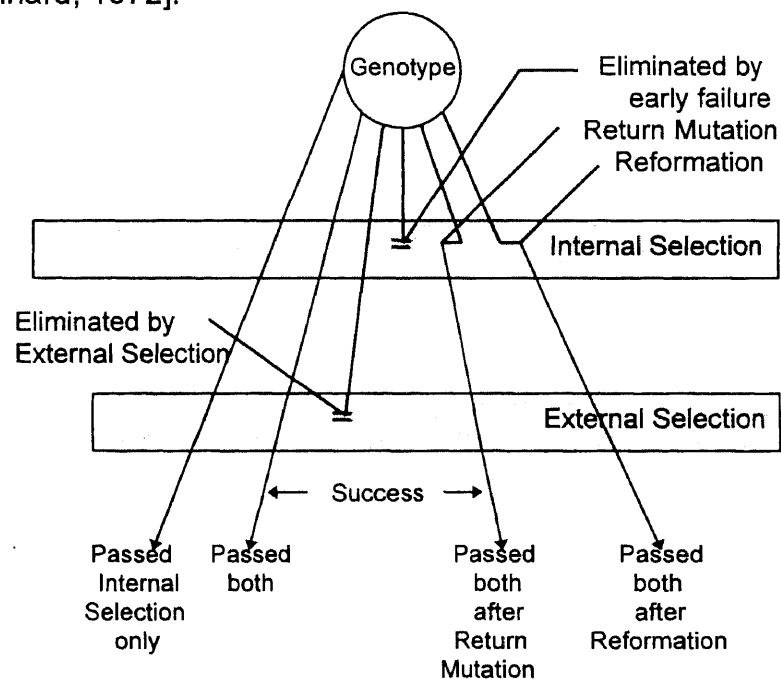 1972].
Genotype
Eliminated by
early failure
Return Mutation
Reformation
Internal Selection
Eliminated by
External Selection
External Selection
Success
Passed
Internal
Selection
only
Passed
both
Passed
both
after
Return
Mutation
Passed
both
after
Reformation